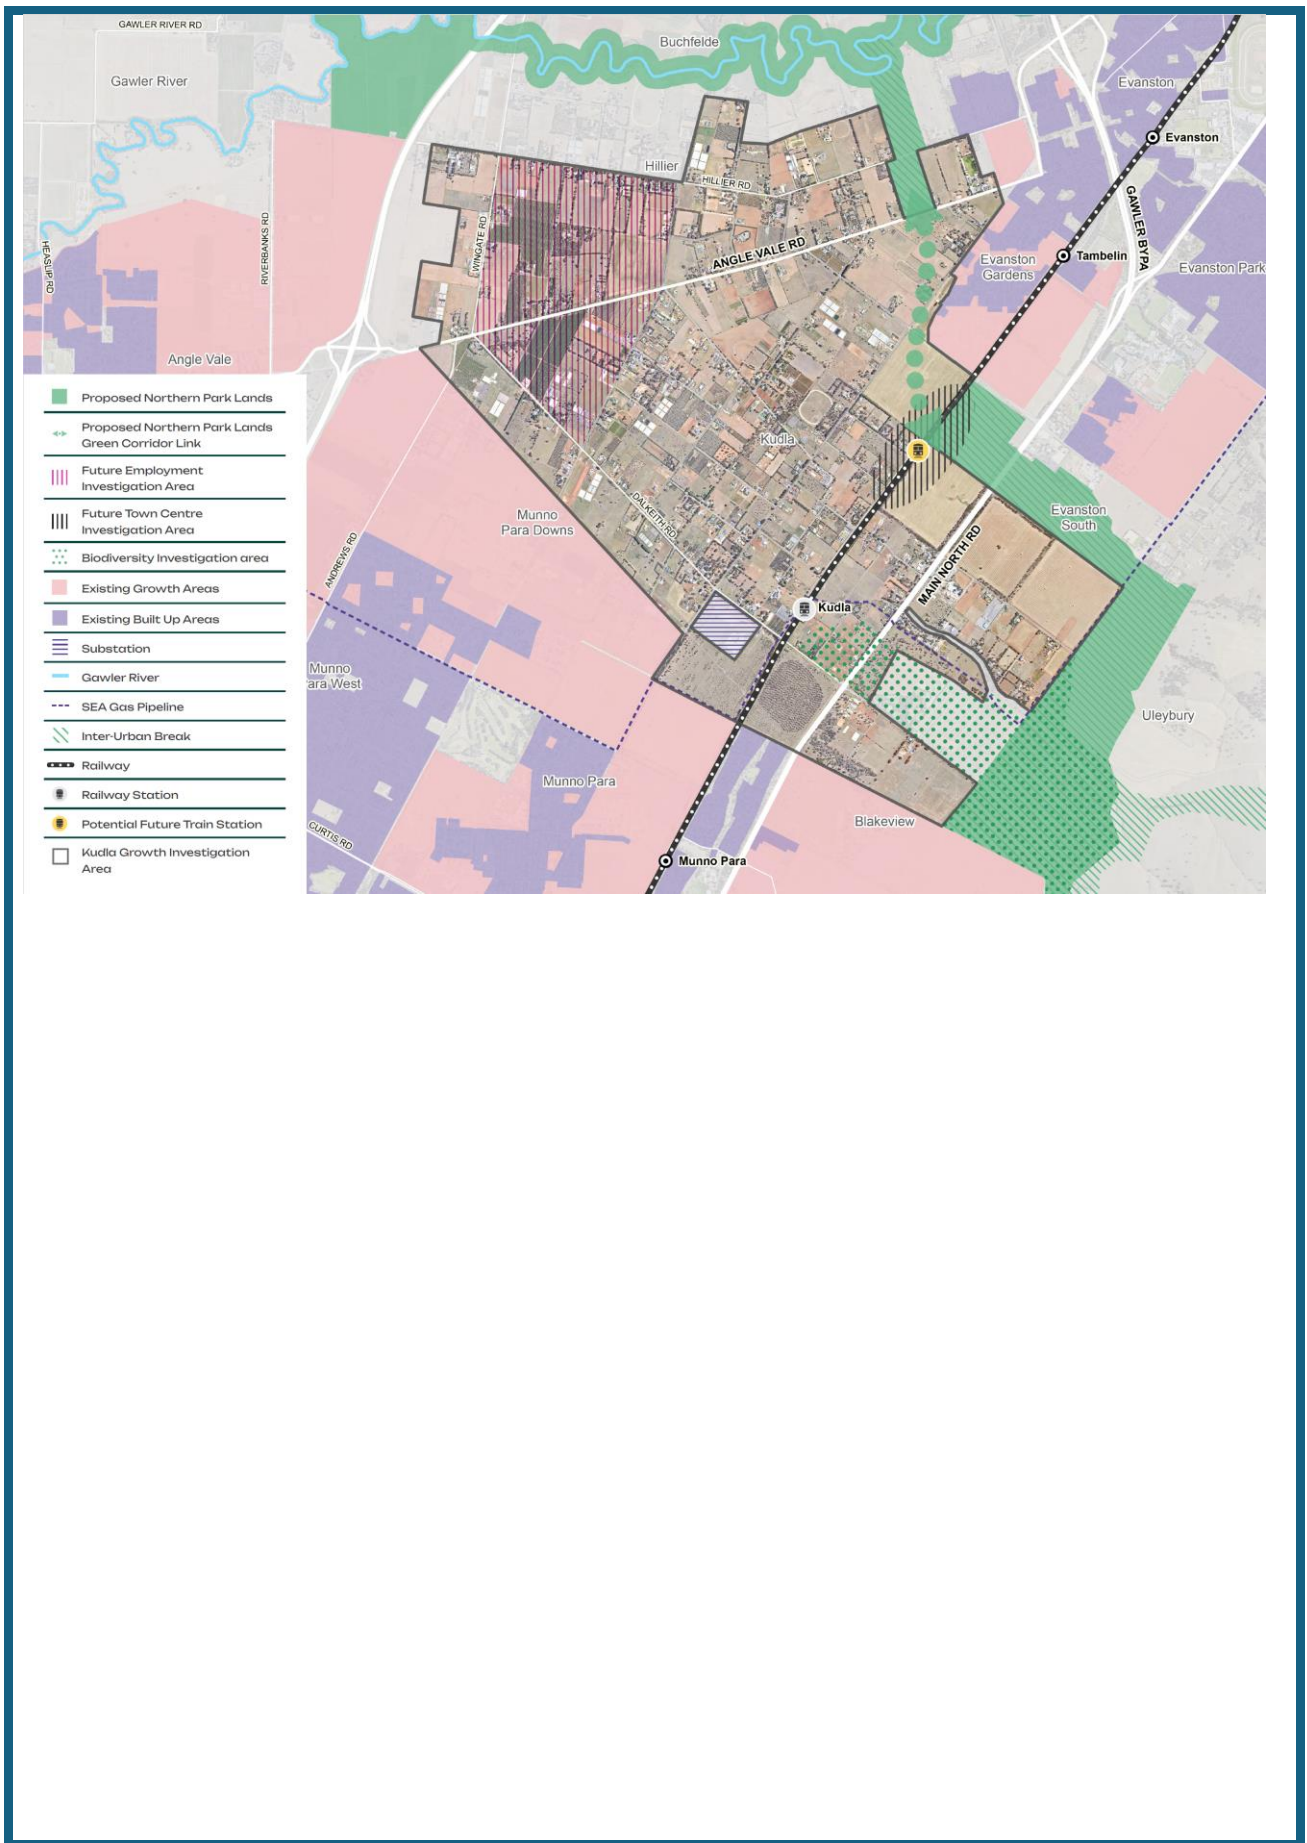 GAWLER RIVER RD
Buchfelde
Gawler River
Evanston
Evanston
Hillier
HILLIER RD
GAWLER BYPA
HEASLIP RD
RIVERBANKS RD
WINGATE RD
ANGLE VALE RD
Evanston
Gardens
Tambelin
Evanston Park
Angle Vale
Proposed Northern Park Lands
Proposed Northern Park Lands
Green Corridor Link
Future Employment
Investigation Area
Future Town Centre
Investigation Area
Biodiversity Investigation area
Existing Growth Areas
Existing Built Up Areas
Substation
Gawler River
SEA Gas Pipeline
Inter-Urban Break
Railway
Railway Station
Potential Future Train Station
Kudla Growth Investigation
Area
Kudla
DALKEITH RD
Munno
Para Downs
Evanston
South
ANDREWS RD
MAIN NORTH RD
Kudla
Munno
ara West
Uleybury
Munno Para
Blakeview
CURTIS RD
Munno Para